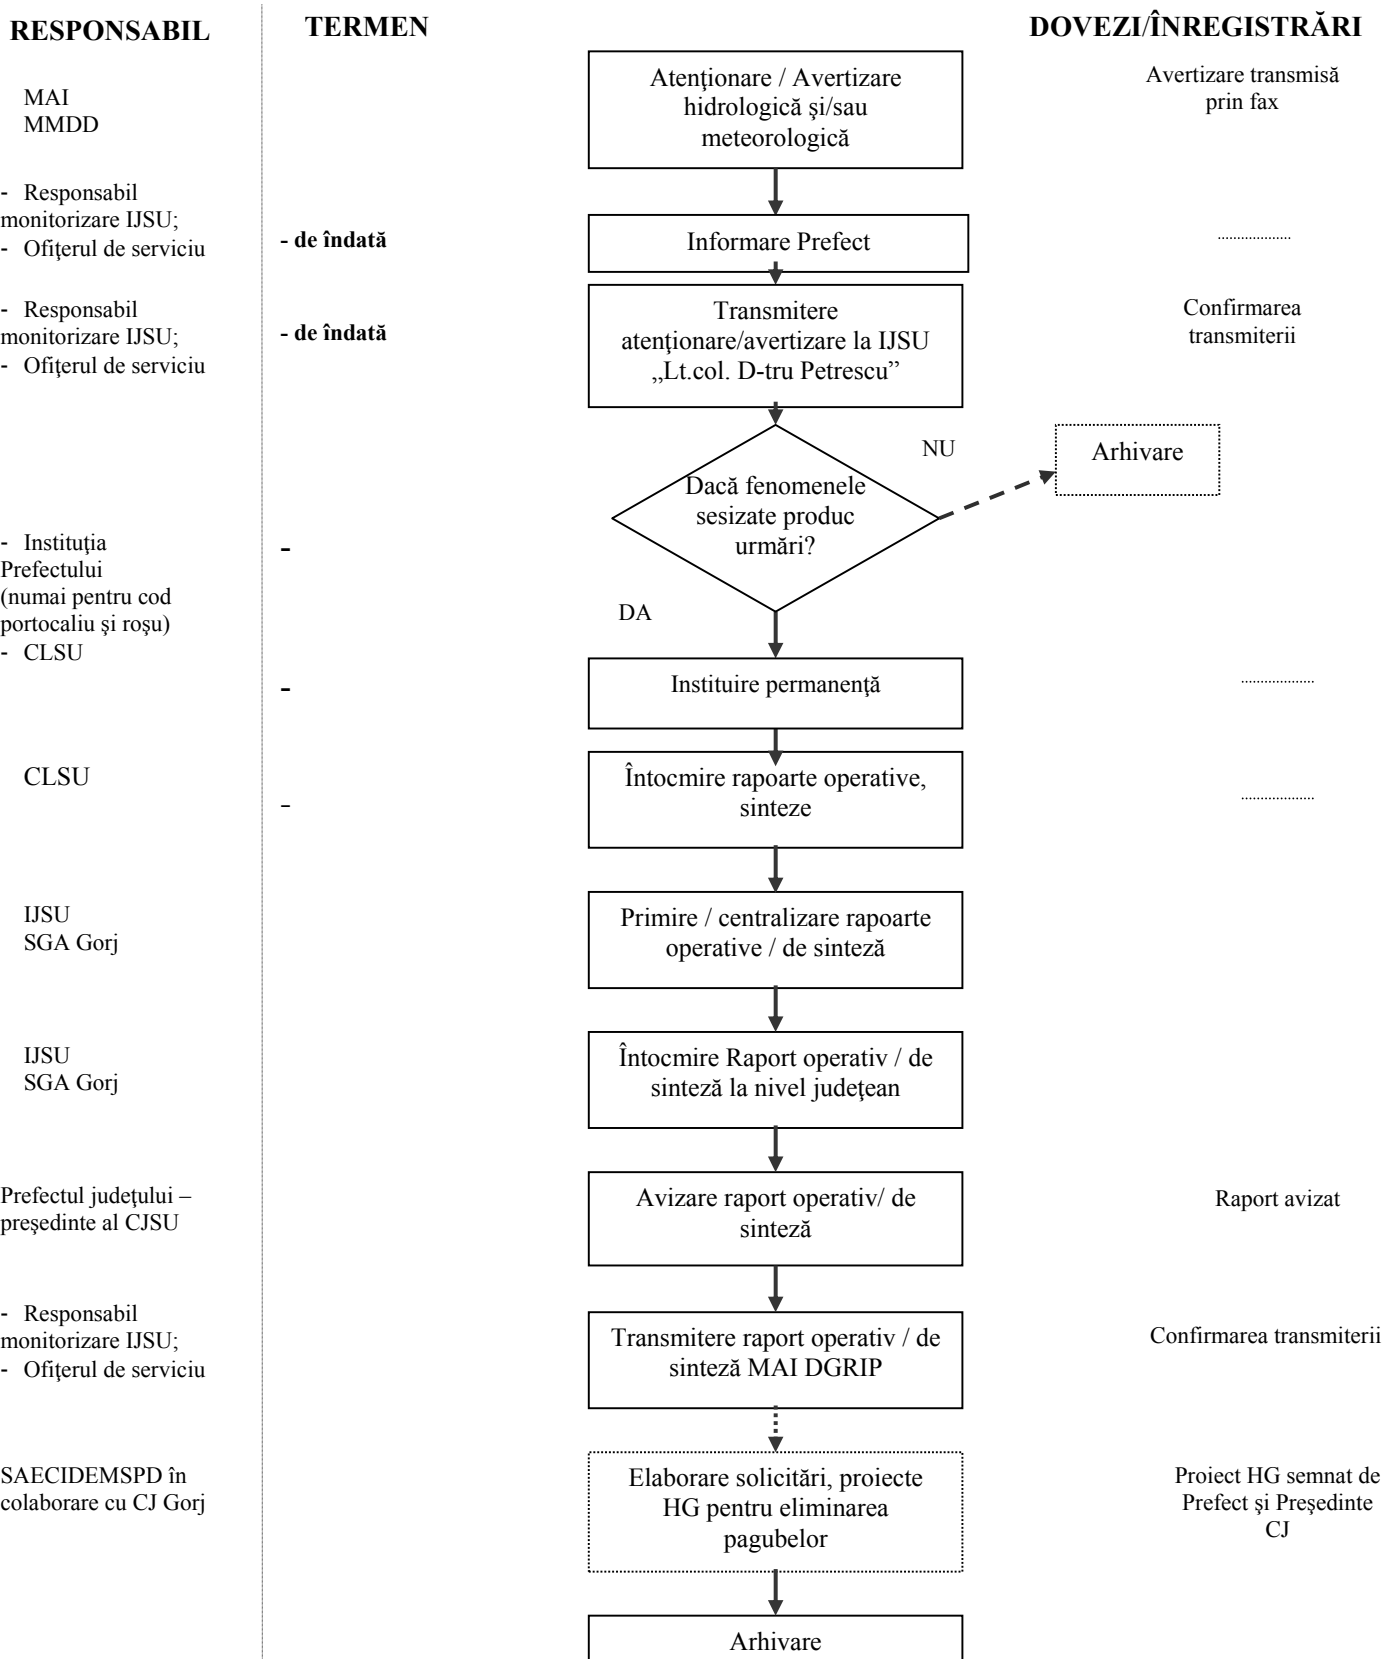 RESPONSABIL
TERMEN
DOVEZI/ÎNREGISTRĂRI
MAI
MMDD
Atenţionare / Avertizare
hidrologică şi/sau
meteorologică
Avertizare transmisă
prin fax
- Responsabil
monitorizare IJSU;
- Ofiţerul de serviciu
- de îndată
Informare Prefect
...................
- Responsabil
monitorizare IJSU;
- Ofiţerul de serviciu
- de îndată
Transmitere
atenţionare/avertizare la IJSU
„Lt.col. D-tru Petrescu”
Confirmarea
transmiterii
NU
Arhivare
Dacă fenomenele
sesizate produc
urmări?
- Instituţia
Prefectului
(numai pentru cod
portocaliu şi roşu)
- CLSU
-
DA
-
Instituire permanenţă
...................
CLSU
-
Întocmire rapoarte operative,
sinteze
...................
IJSU
SGA Gorj
Primire / centralizare rapoarte
operative / de sinteză
IJSU
SGA Gorj
Întocmire Raport operativ / de
sinteză la nivel judeţean
Prefectul judeţului –
preşedinte al CJSU
Avizare raport operativ/ de
sinteză
Raport avizat
- Responsabil
monitorizare IJSU;
- Ofiţerul de serviciu
Transmitere raport operativ / de
sinteză MAI DGRIP
Confirmarea transmiterii
SAECIDEMSPD în
colaborare cu CJ Gorj
Elaborare solicitări, proiecte
HG pentru eliminarea
pagubelor
Proiect HG semnat de
Prefect şi Preşedinte
CJ
Arhivare